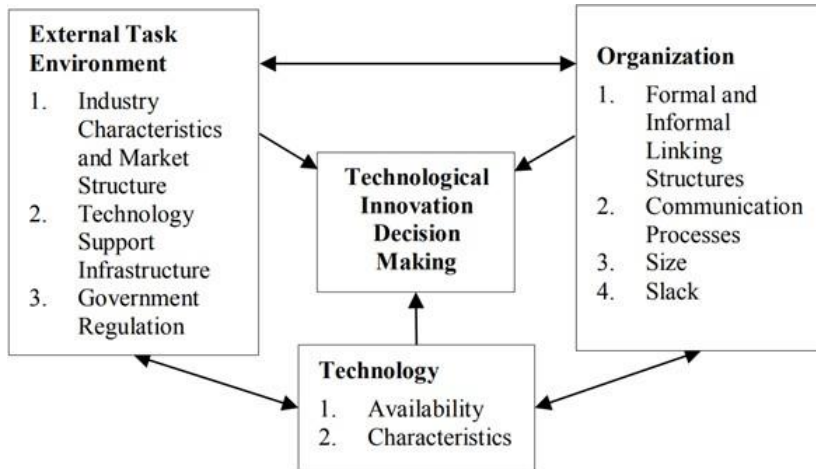 External Task
Environment
1. Industry
Characteristics
and Market
Structure
2. Technology
Support
Infrastructure
3. Government
Regulation
Technological
Innovation
Decision
Making
Organization
1. Formal and
Informal
Linking
Structures
2. Communication
Processes
3. Size
4. Slack
Technology
1. Availability
2. Characteristics